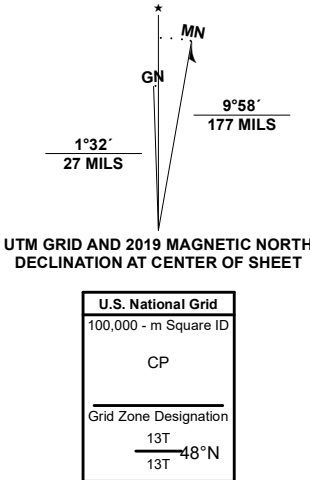 ★
MN
GN
9°58´
177 MILS
1°32´
27 MILS
UTM GRID AND 2019 MAGNETIC NORTH
DECLINATION AT CENTER OF SHEET
U.S. National Grid
100,000 - m Square ID
CP
Grid Zone Designation
13T
48°N
13T